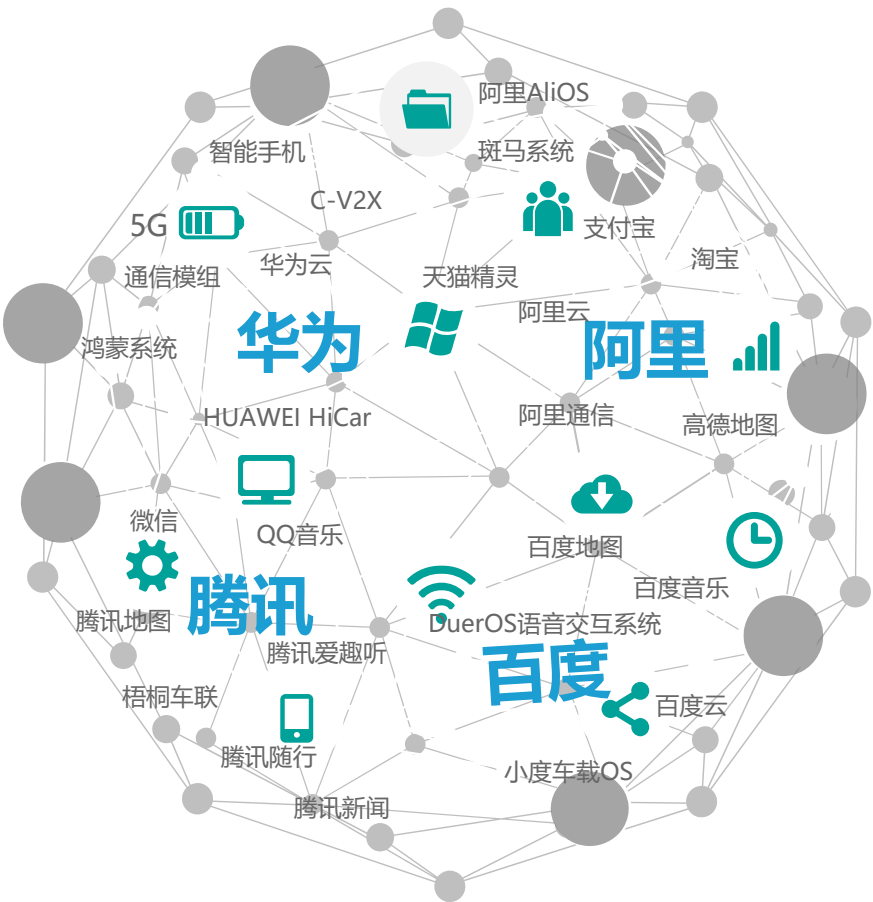 阿里AliOS
智能手机
斑马系统
C-V2X
5G
支付宝
淘宝
华为云
通信模组
天猫精灵
阿里云
鸿蒙系统
华为
阿里
HUAWEI HiCar
阿里通信
高德地图
微信
QQ音乐
百度地图
百度音乐
腾讯
腾讯地图
DuerOS语音交互系统
腾讯爱趣听
百度
梧桐车联
百度云
腾讯随行
小度车载OS
腾讯新闻